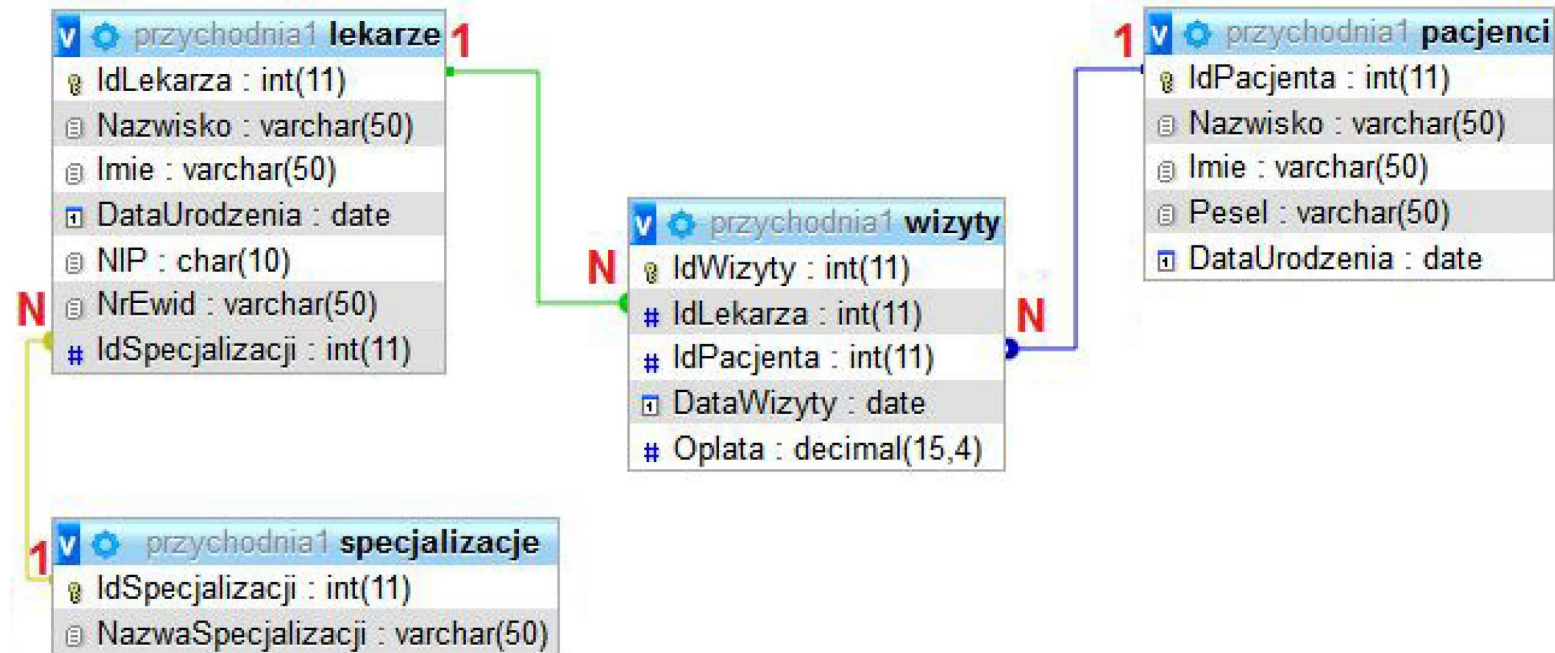 przychodnia1 lekarze
1
IdLekarza : int(11)
Nazwisko : varchar(50)
Imie : varchar(50)
DataUrodzenia : date
NIP : char(10)
NrEwid : varchar(50)
N
# IdSpecjalizacji : int(11)
1
przychodnia1 pacjenci
IdPacjenta : int(11)
Nazwisko : varchar(50)
Imie : varchar(50)
Pesel : varchar(50)
DataUrodzenia : date
przychodnia1 wizyty
N
IdWizyty : int(11)
# IdLekarza : int(11)
N
# IdPacjenta : int(11)
DataWizyty : date
# Oplata : decimal(15,4)
1
przychodnia1 specjalizacje
IdSpecjalizacji : int(11)
NazwaSpecjalizacji : varchar(50)